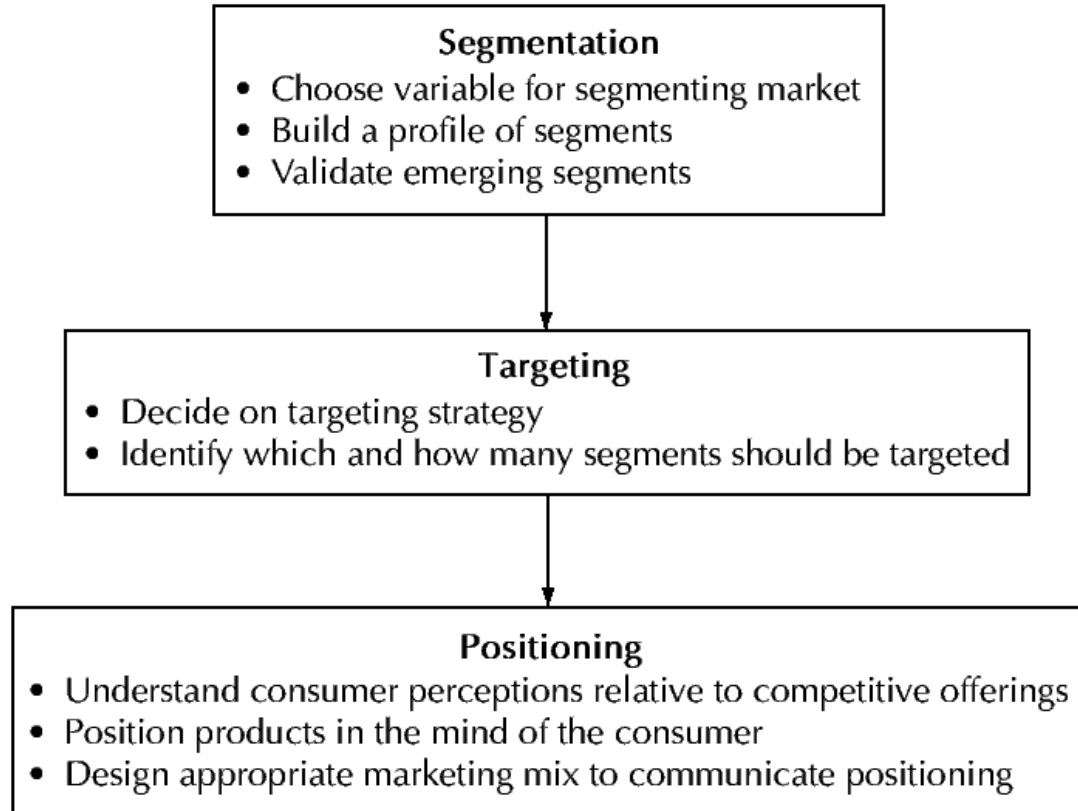 Segmentation
• Choose variable for segmenting market
• Build a profile of segments
• Validate emerging segments
Targeting
• Decide on targeting strategy
• Identify which and how many segments should be targeted
Positioning
• Understand consumer perceptions relative to competitive offerings
• Position products in the mind of the consumer
• Design appropriate marketing mix to communicate positioning